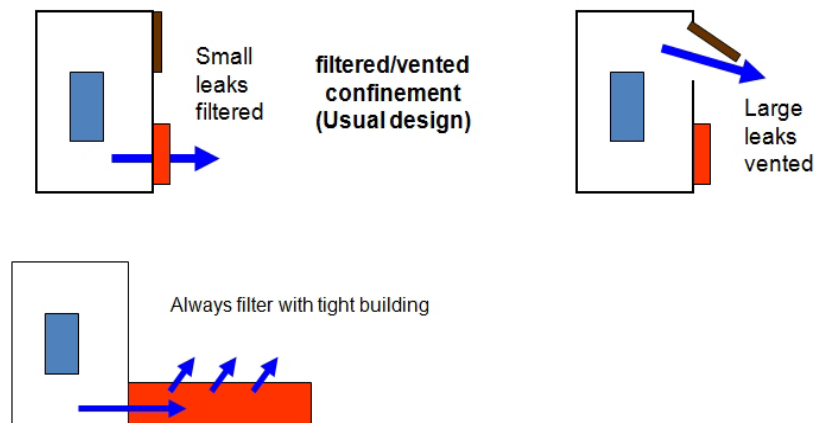 Small
leaks
filtered
filtered/vented
confinement
(Usual design)
Large
leaks
vented
Always filter with tight building